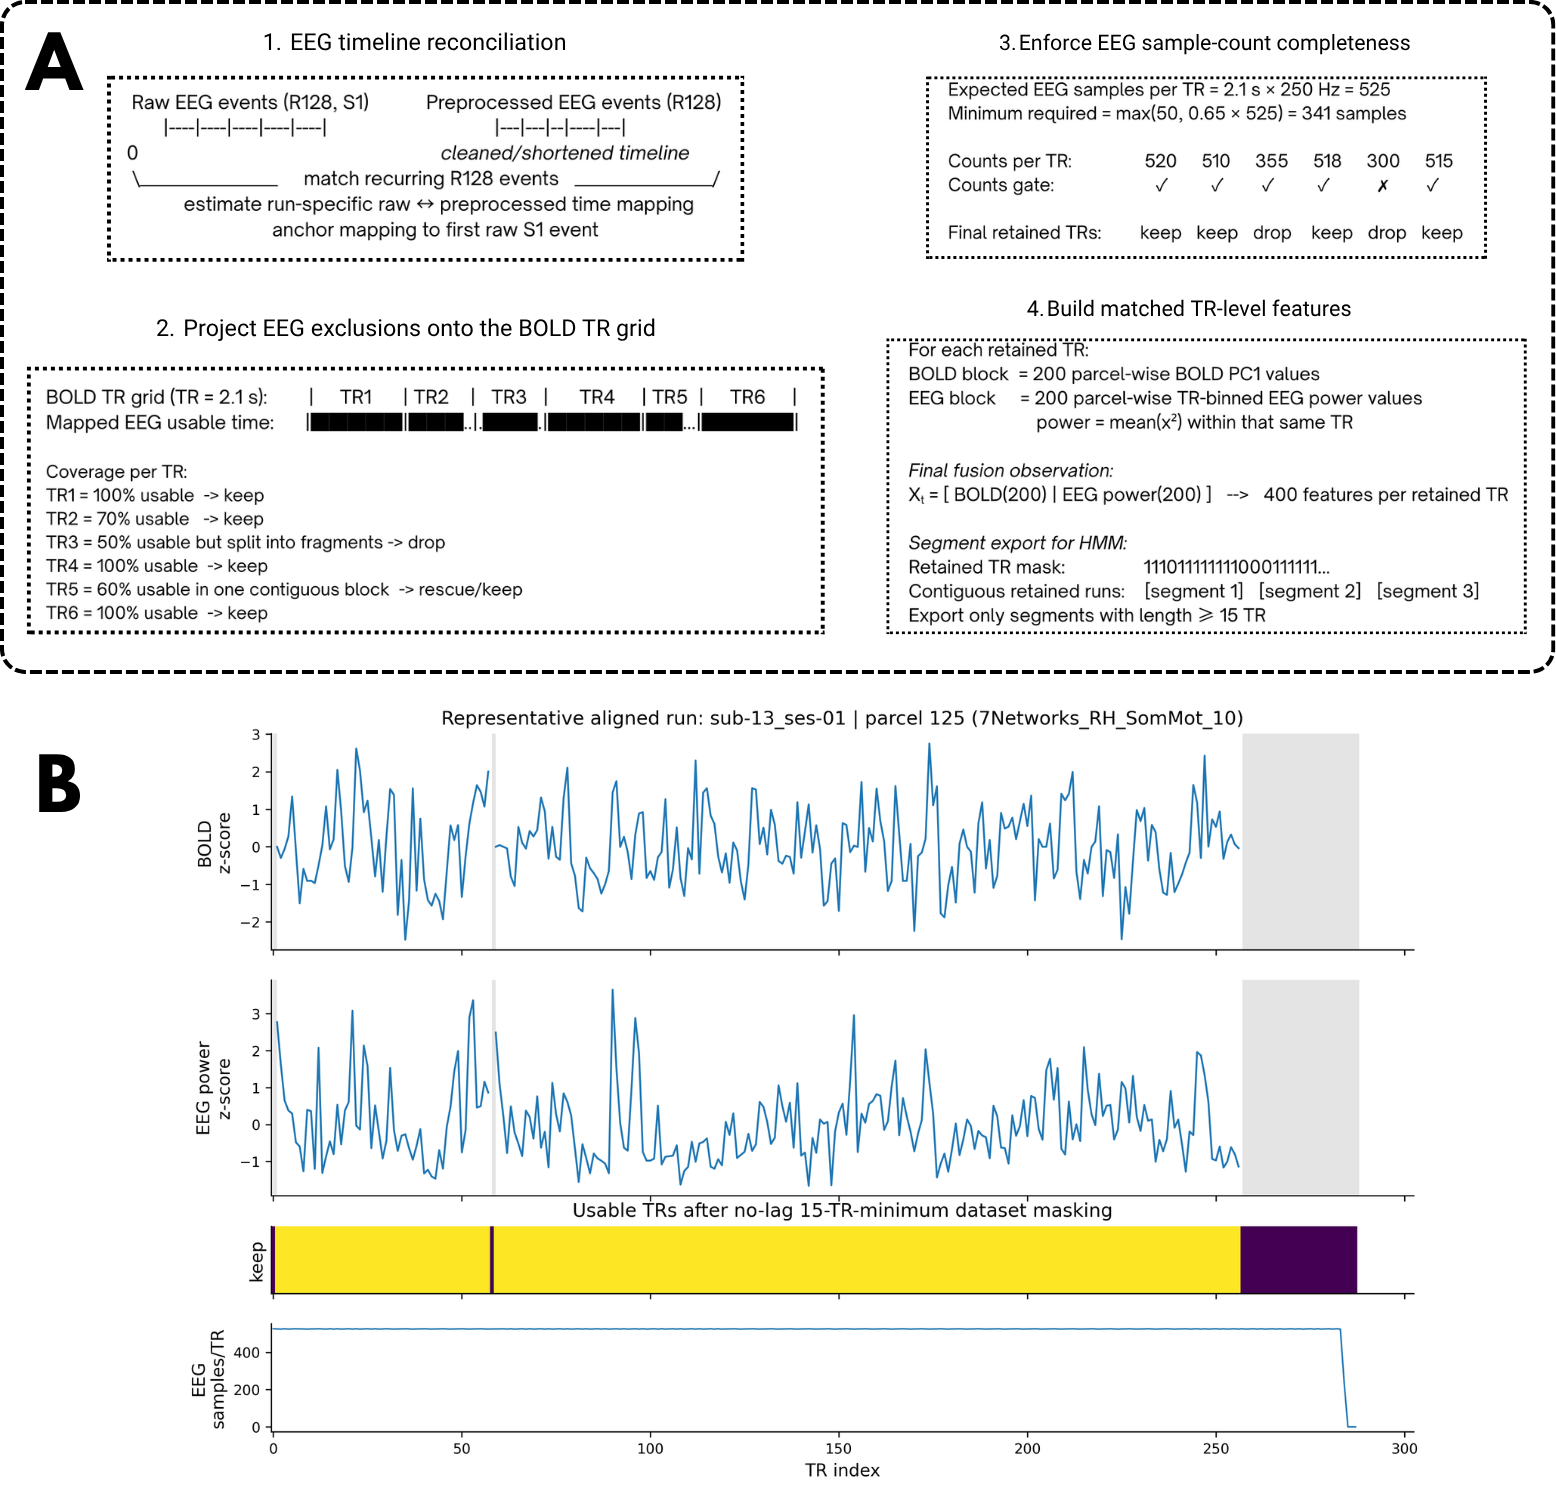 A
1. EEG timeline reconciliation
Raw EEG events (R128, S1)
Preprocessed EEG events (R128)
|----|----|----|----|----|
|---|---|--|----|---|
0
cleaned/shortened timeline
\________ match recurring R128 events ________/
estimate run-specific raw ↔ preprocessed time mapping
anchor mapping to first raw S1 event
2. Project EEG exclusions onto the BOLD TR grid
BOLD TR grid (TR = 2.1 s): | TR1 | TR2 | TR3 | TR4 | TR5 | TR6 |
Mapped EEG usable time:
Coverage per TR:
TR1 = 100% usable -> keep
TR2 = 70% usable -> keep
TR3 = 50% usable but split into fragments -> drop
TR4 = 100% usable -> keep
TR5 = 60% usable in one contiguous block -> rescue/keep
TR6 = 100% usable -> keep
3. Enforce EEG sample-count completeness
Expected EEG samples per TR = 2.1 s × 250 Hz = 525
Minimum required = max(50, 0.65 × 525) = 341 samples
Counts per TR: 520 510 355 518 300 515
Counts gate: ✓ ✓ ✓ ✓ ✗ ✓
Final retained TRs: keep keep drop keep drop keep
4. Build matched TR-level features
For each retained TR:
BOLD block = 200 parcel-wise BOLD PC1 values
EEG block = 200 parcel-wise TR-binned EEG power values
power = mean(x²) within that same TR
Final fusion observation:
Xₜ = [ BOLD(200) | EEG power(200) ] --> 400 features per retained TR
Segment export for HMM:
Retained TR mask: 111011111111000111111...
Contiguous retained runs: [segment 1] [segment 2] [segment 3]
Export only segments with length ⩾ 15 TR
B
Representative aligned run: sub-13_ses-01 | parcel 125 (7Networks_RH_SomMot_10)
BOLD
z-score
3
2
1
0
−1
−2
EEG power
z-score
3
2
1
0
−1
Usable TRs after no-lag 15-TR-minimum dataset masking
keep
EEG
samples/TR
400
200
0
0 50 100 150 200 250 300
TR index